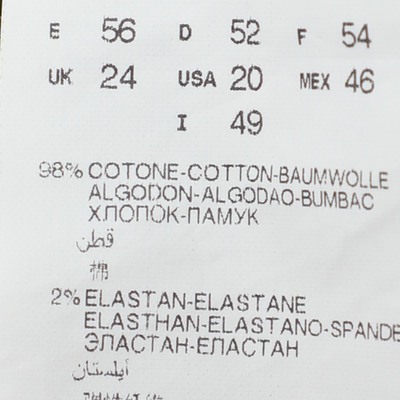 E 56 D 52 F 54
UK 24 USA 20 MEX 46
I 49
98% COTONE-COTTON-BAUMWOLLE
ALGODON-ALGODAO-BUMBAC
ХЛОПОК-ПАМУК
قطن
棉
2% ELASTAN-ELASTANE
ELASTHAN-ELASTANO-SPANDE
ЭЛАСТАН-ЕЛАСТАН
أيلستان